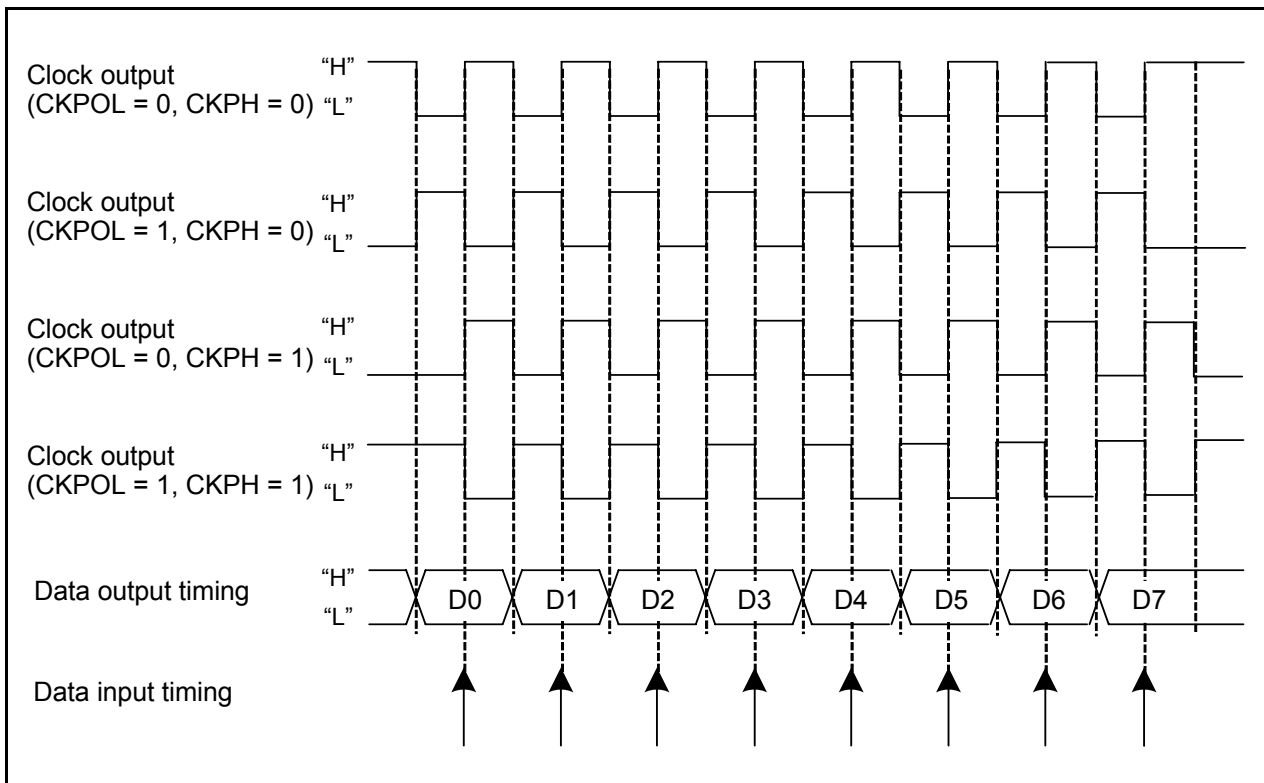 Clock output
(CKPOL = 0, CKPH = 0)
“H”
“L”
Clock output
(CKPOL = 1, CKPH = 0)
“H”
“L”
Clock output
(CKPOL = 0, CKPH = 1)
“H”
“L”
Clock output
(CKPOL = 1, CKPH = 1)
“H”
“L”
Data output timing
“H”
“L”
D0 D1 D2 D3 D4 D5 D6 D7
Data input timing